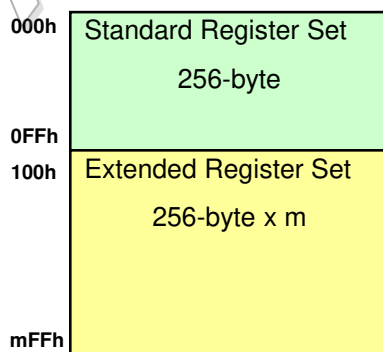 000h
Standard Register Set
256-byte
0FFh
100h
Extended Register Set
256-byte x m
mFFh